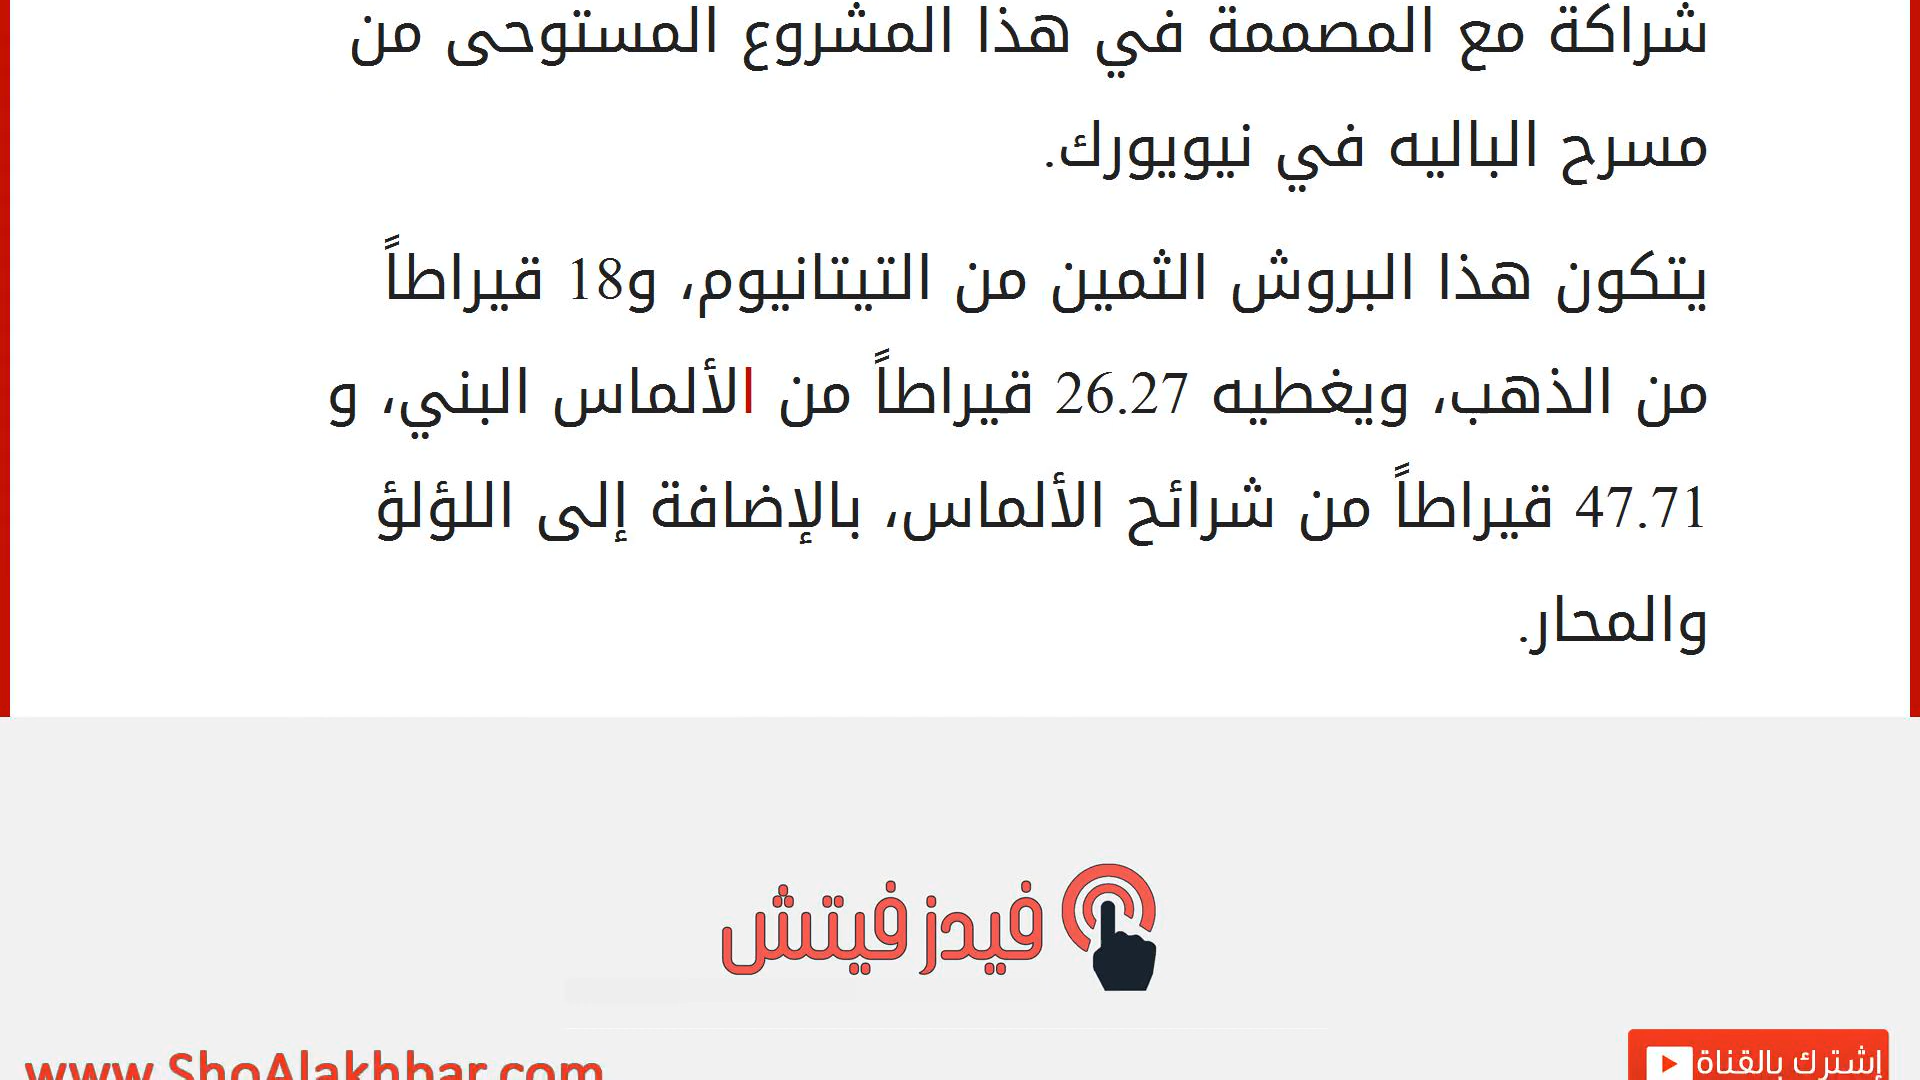 شراكة مع المصممة في هذا المشروع المستوحى من
مسرح الباليه في نيويورك.
يتكون هذا البروش الثمين من التيتانيوم، و18 قيراطاً
من الذهب، ويغطيه 26.27 قيراطاً من الألماس البني، و
47.71 قيراطاً من شرائح الألماس، بالإضافة إلى اللؤلؤ
والمحار.
فيدز فيتش
www.ShoAlakhbar.com
إشترك بالقناة